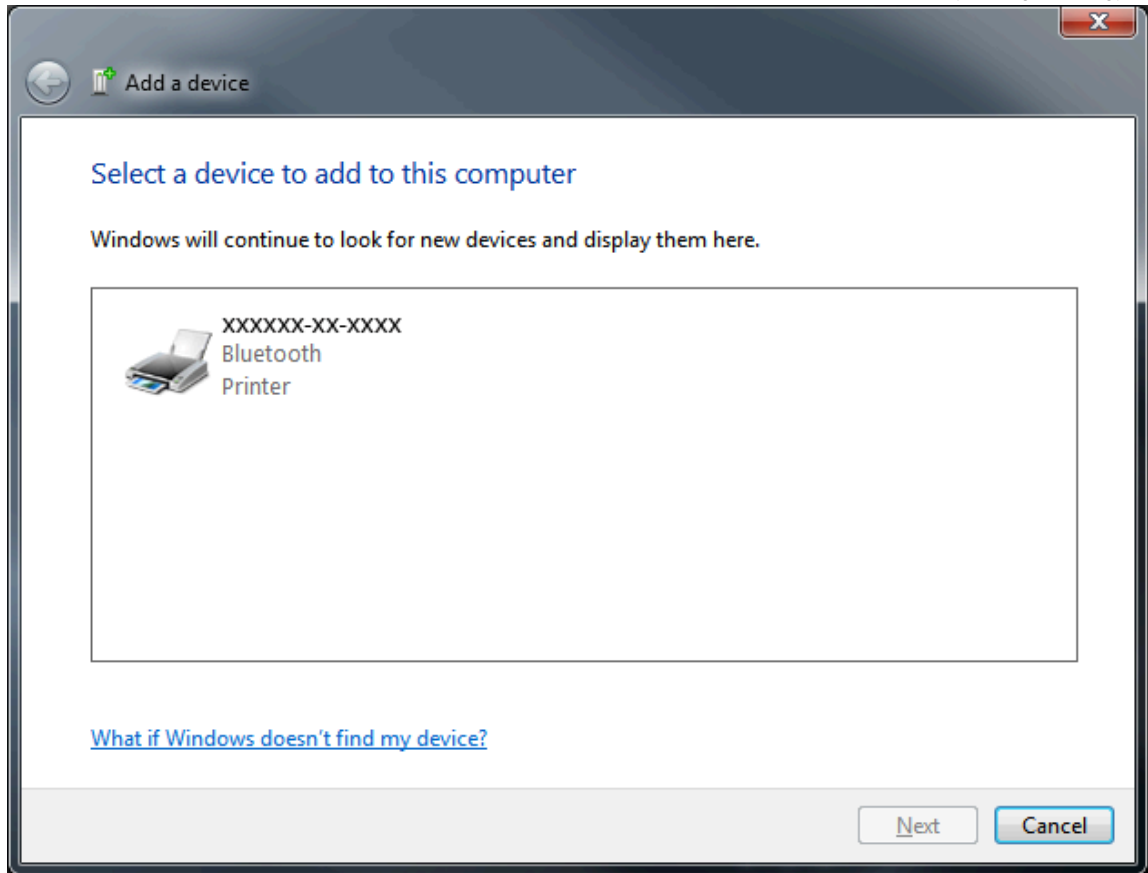 Add a device
Select a device to add to this computer
Windows will continue to look for new devices and display them here.
XXXXXX-XX-XXXX
Bluetooth
Printer
What if Windows doesn't find my device?
Next
Cancel